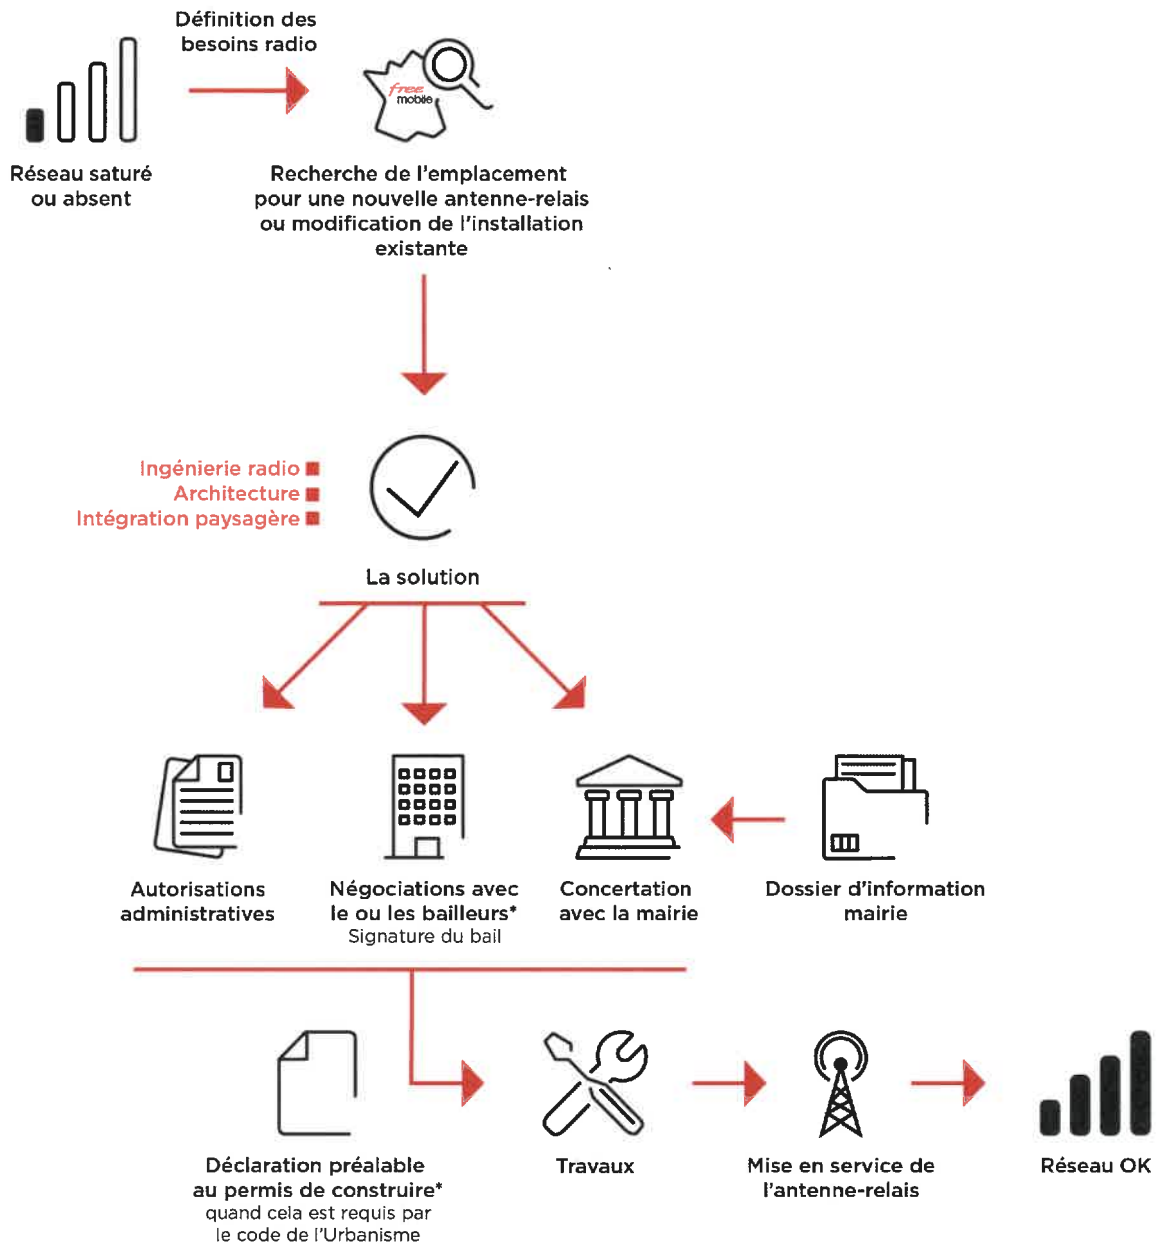 Définition des
besoins radio
free
mobile
Réseau saturé
ou absent
Recherche de l'emplacement
pour une nouvelle antenne-relais
ou modification de l'installation
existante
Ingénierie radio
Architecture
Intégration paysagère
La solution
Autorisations
administratives
Négociations avec
le ou les bailleurs*
Signature du bail
Concertation
avec la mairie
Dossier d'information
mairie
Déclaration préalable
au permis de construire*
quand cela est requis par
le code de l'Urbanisme
Travaux
Mise en service de
l'antenne-relais
Réseau OK